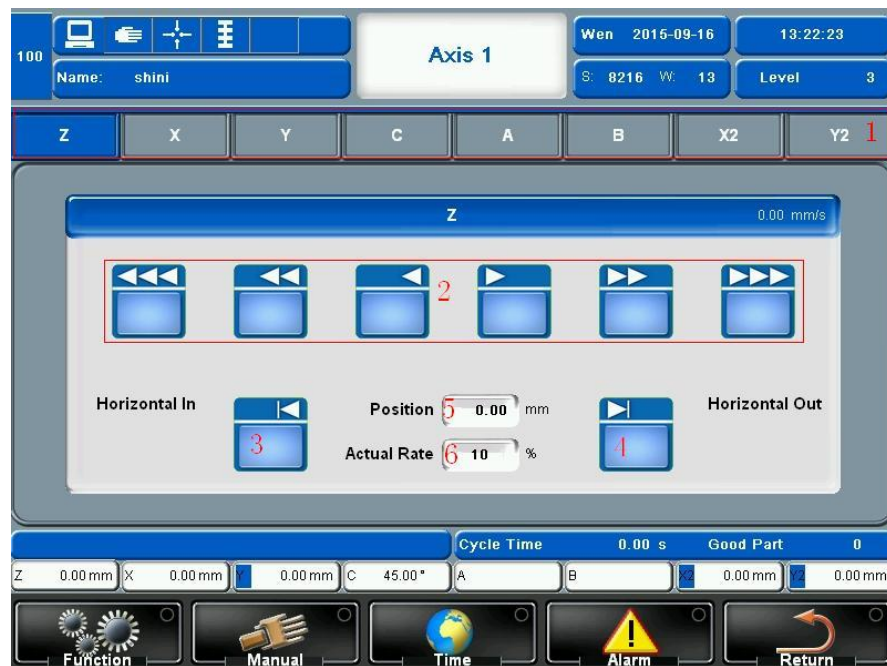 100
Name: shini
Axis 1
Wen 2015-09-16
13:22:23
S: 8216 W: 13
Level 3
Z X Y C A B X2 Y2 1
Z 0.00 mm/s
2
Horizontal In
Position 5 0.00 mm
Horizontal Out
3
Actual Rate 6 10 %
4
Cycle Time 0.00 s Good Part 0
Z 0.00 mm X 0.00 mm Y 0.00 mm C 45.00° A B X2 0.00 mm Y2 0.00 mm
Function Manual Time Alarm Return